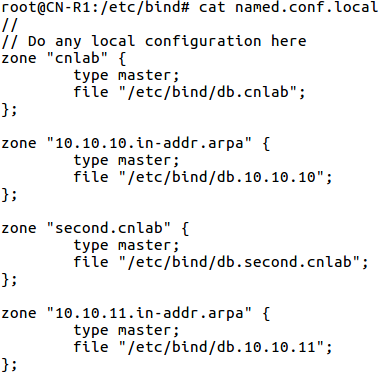 root@CN-R1:/etc/bind# cat named.conf.local
//
// Do any local configuration here
zone "cnlab" {
        type master;
        file "/etc/bind/db.cnlab";
};

zone "10.10.10.in-addr.arpa" {
        type master;
        file "/etc/bind/db.10.10.10";
};

zone "second.cnlab" {
        type master;
        file "/etc/bind/db.second.cnlab";
};

zone "10.10.11.in-addr.arpa" {
        type master;
        file "/etc/bind/db.10.10.11";
};